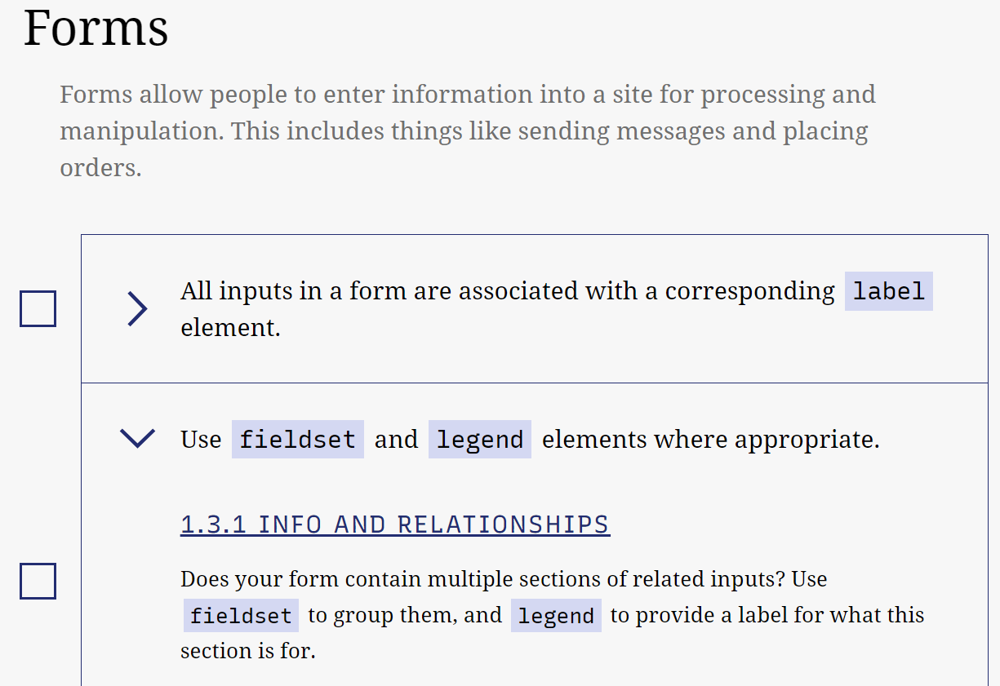 Forms
Forms allow people to enter information into a site for processing and
manipulation. This includes things like sending messages and placing
orders.
All inputs in a form are associated with a corresponding label
element.
Use fieldset and legend elements where appropriate.
1.3.1 INFO AND RELATIONSHIPS
Does your form contain multiple sections of related inputs? Use
fieldset to group them, and legend to provide a label for what this
section is for.